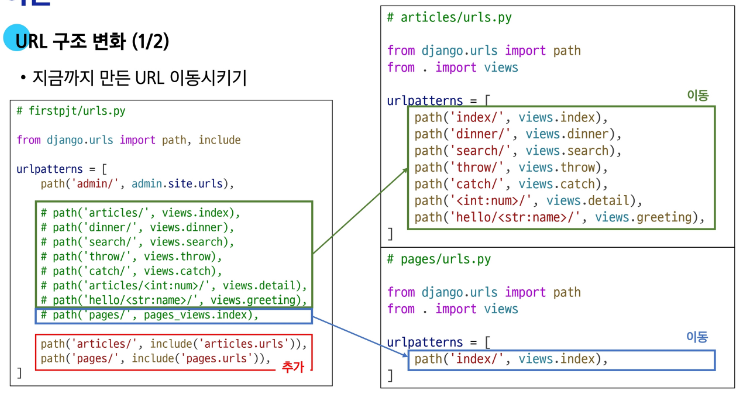 URL 구조 변화 (1/2)
• 지금까지 만든 URL 이동시키기
# firstpjt/urls.py
from django.urls import path, include
urlpatterns = [
path('admin/', admin.site.urls),
# path('articles/', views.index),
# path('dinner/', views.dinner),
# path('search/', views.search),
# path('throw/', views.throw),
# path('catch/', views.catch),
# path('articles/<int:num>/', views.detail),
# path('hello/<str:name>/', views.greeting),
# path('pages/', pages_views.index),
path('articles/', include('articles.urls')),
path('pages/', include('pages.urls')),
추가
]
# articles/urls.py
from django.urls import path
from . import views
urlpatterns = [
이동
path('index/', views.index),
path('dinner/', views.dinner),
path('search/', views.search),
path('throw/', views.throw),
path('catch/', views.catch),
path('<int:num>/', views.detail),
path('hello/<str:name>/', views.greeting),
]
# pages/urls.py
from django.urls import path
from . import views
urlpatterns = [
이동
path('index/', views.index),
]